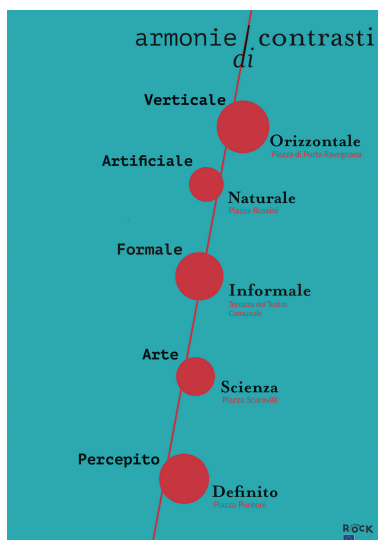 armonie / contrasti
di
Verticale
Orizzontale
Piazza di Porta Ravegnana
Artificiale
Naturale
Piazza Rossini
Formale
Informale
Terrazza del Teatro
Comunale
Arte
Scienza
Piazza Scaravilli
Percepito
Definito
Piazza Puntoni
ROCK